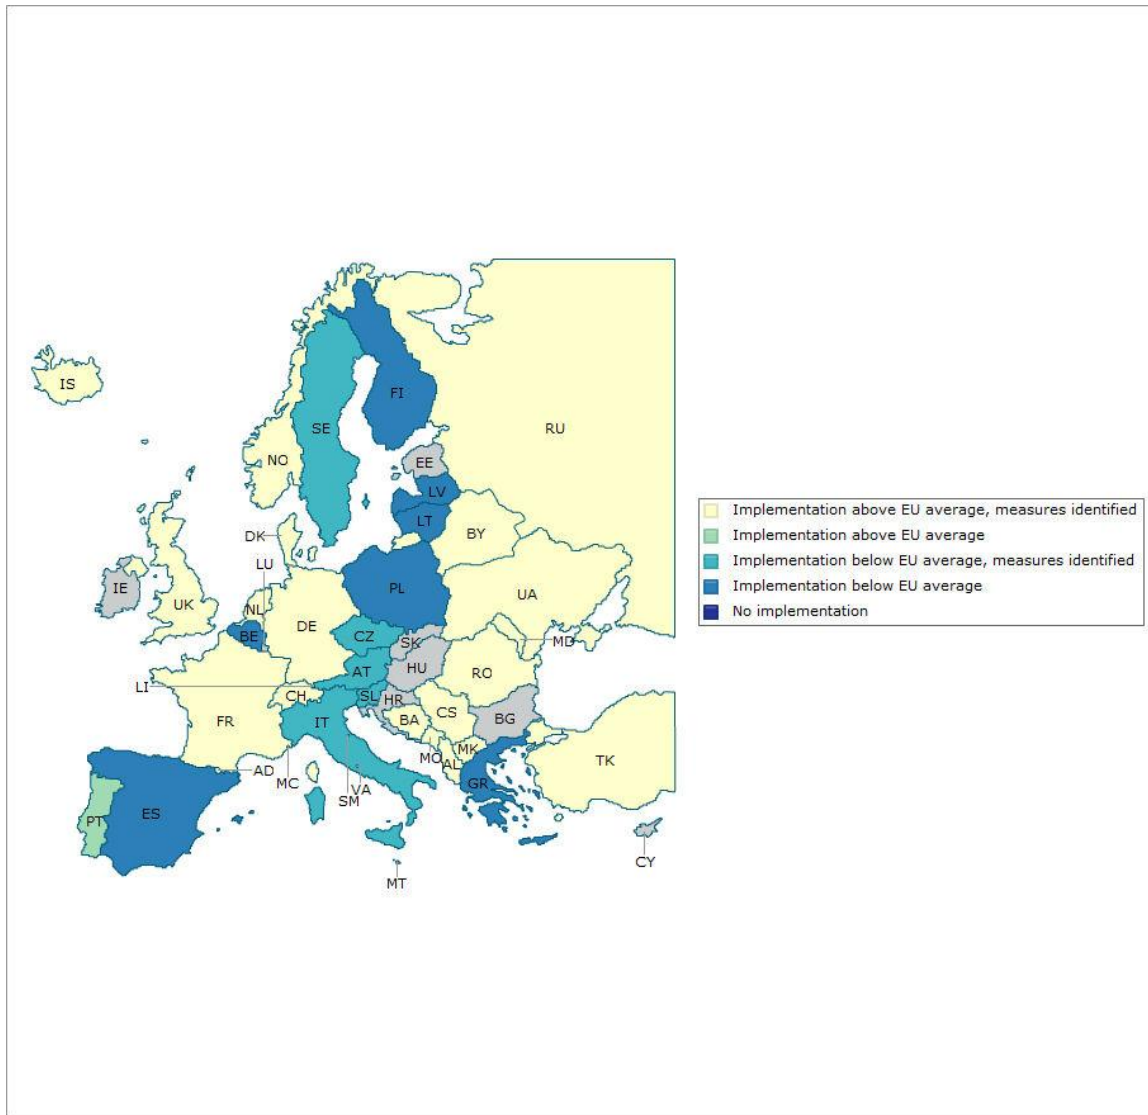 IS
FI
SE
RU
NO
EE
LV
LT
DK
BY
LU
IE
PL
UK
NL
UA
DE
BE
CZ
SK
MD
HU
AT
RO
LI
CH
SL
HR
FR
IT
BA
CS
BG
MO
MK
AL
TK
AD
MC
VA
SM
GR
ES
PT
CY
MT
Implementation above EU average, measures identified
Implementation above EU average
Implementation below EU average, measures identified
Implementation below EU average
No implementation